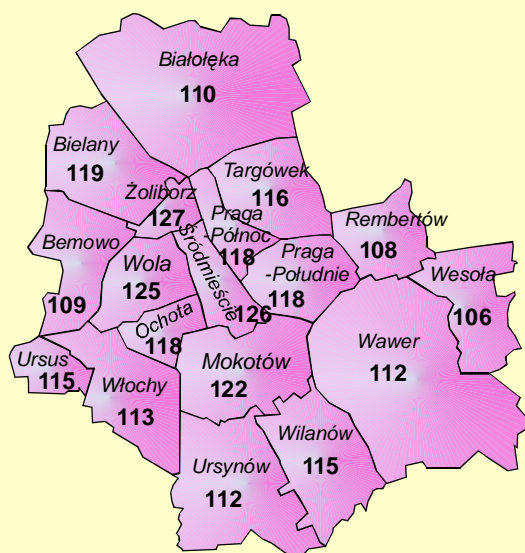 Białołęka
110
Bielany
119
Targówek
116
Żoliborz
127
Praga
Północ
118
Rembertów
108
Bemowo
109
Wola
125
Śródmieście
126
Praga
-Południe
118
Wesoła
106
Ochota
118
Ursus
115
Włochy
113
Mokotów
122
Wawer
112
Wilanów
115
Ursynów
112